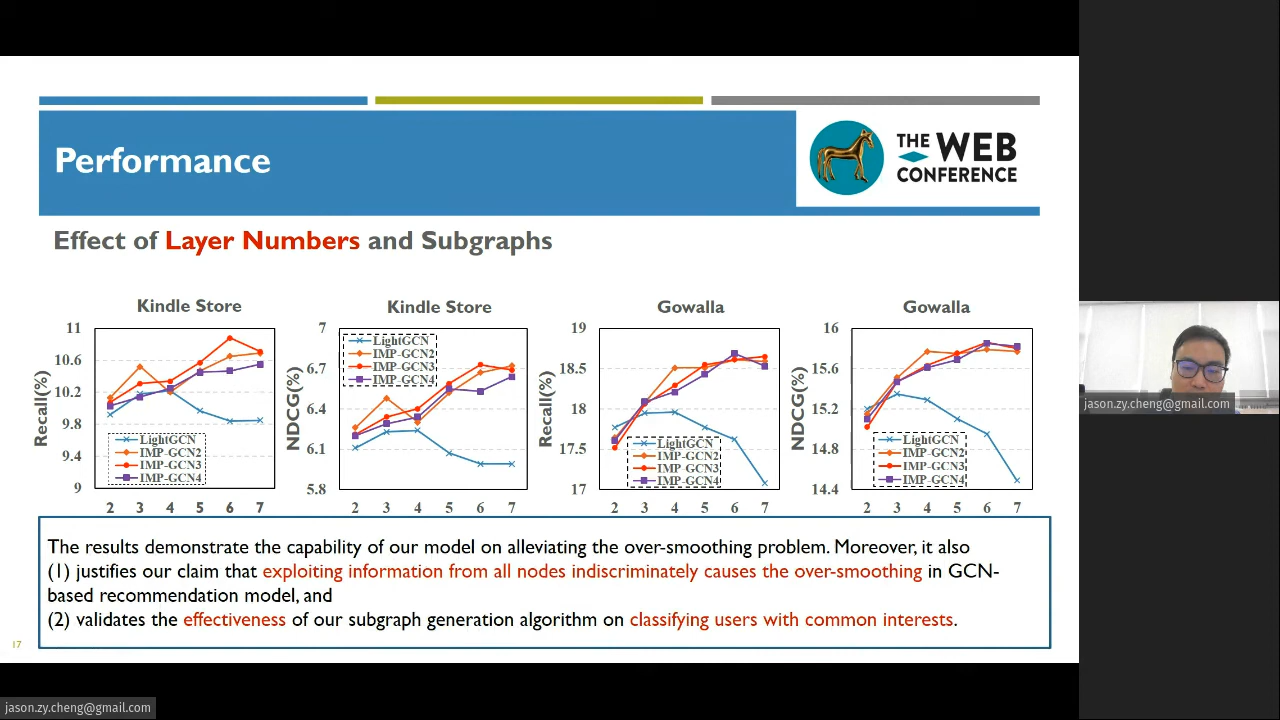 Performance
THE WEB
CONFERENCE
Effect of Layer Numbers and Subgraphs
Kindle Store
Recall(%)
11
10.6
10.2
9.8
9.4
9
LightGCN
IMP-GCN2
IMP-GCN3
IMP-GCN4
2 3 4 5 6 7
Kindle Store
NDCG(%)
7
6.7
6.4
6.1
5.8
LightGCN
IMP-GCN2
IMP-GCN3
IMP-GCN4
2 3 4 5 6 7
Gowalla
Recall(%)
19
18.5
18
17.5
17
LightGCN
IMP-GCN2
IMP-GCN3
IMP-GCN4
2 3 4 5 6 7
Gowalla
NDCG(%)
16
15.6
15.2
14.8
14.4
LightGCN
IMP-GCN2
IMP-GCN3
IMP-GCN4
2 3 4 5 6 7
The results demonstrate the capability of our model on alleviating the over-smoothing problem. Moreover, it also
(1) justifies our claim that exploiting information from all nodes indiscriminately causes the over-smoothing in GCN-
based recommendation model, and
(2) validates the effectiveness of our subgraph generation algorithm on classifying users with common interests.
17
jason.zy.cheng@gmail.com
jason.zy.cheng@gmail.com